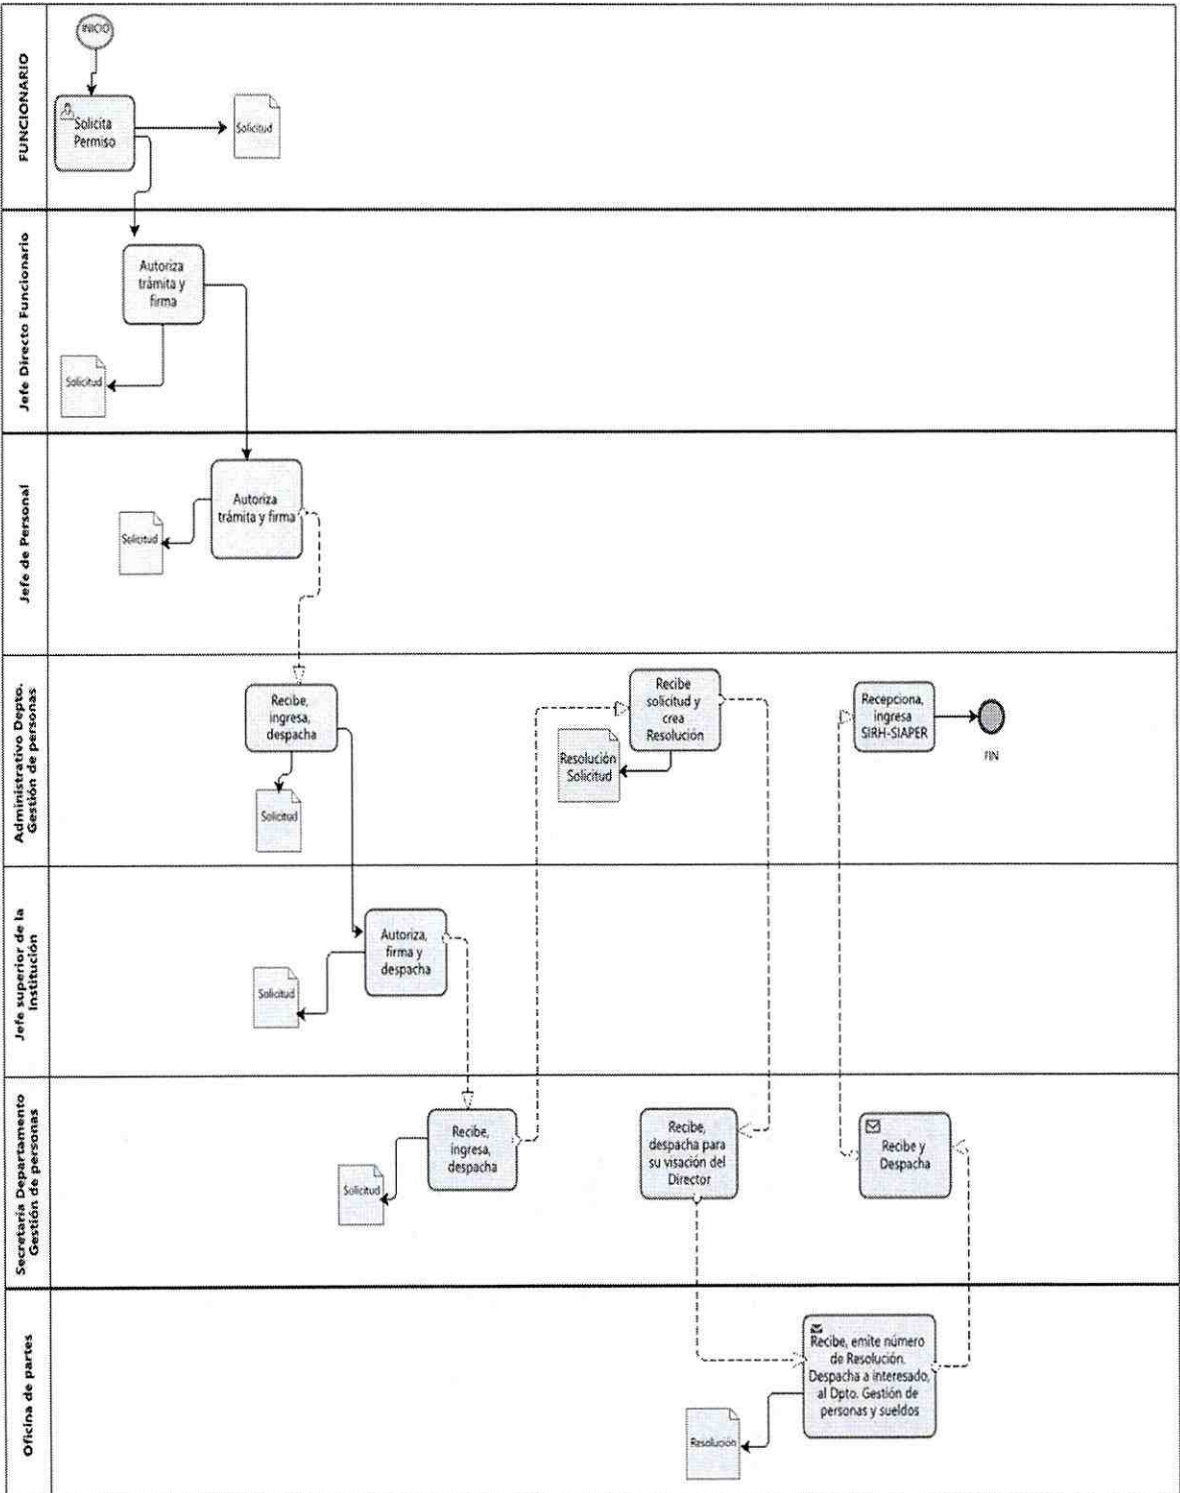 FUNCIONARIO
INICIO
Solicita
Permiso
Solicitud
Jefe Directo Funcionario
Autoriza
trámita y
firma
Solicitud
Jefe de Personal
Autoriza
trámita y firma
Solicitud
Administrativo Depto.
Gestión de personas
Recibe,
ingresa,
despacha
Solicitud
Recibe
solicitud y
crea
Resolución
Resolución
Solicitud
Recepciona,
ingresa
SIRH-SIAPER
FIN
Jefe superior de la
Institución
Autoriza,
firma y
despacha
Solicitud
Secretaria Departamento
Gestión de personas
Recibe,
ingresa,
despacha
Solicitud
Recibe,
despacha para
su visación del
Director
Recibe y
Despacha
Oficina de partes
Recibe, emite número
de Resolución.
Despacha a interesado,
al Dpto. Gestión de
personas y sueldos
Resolución